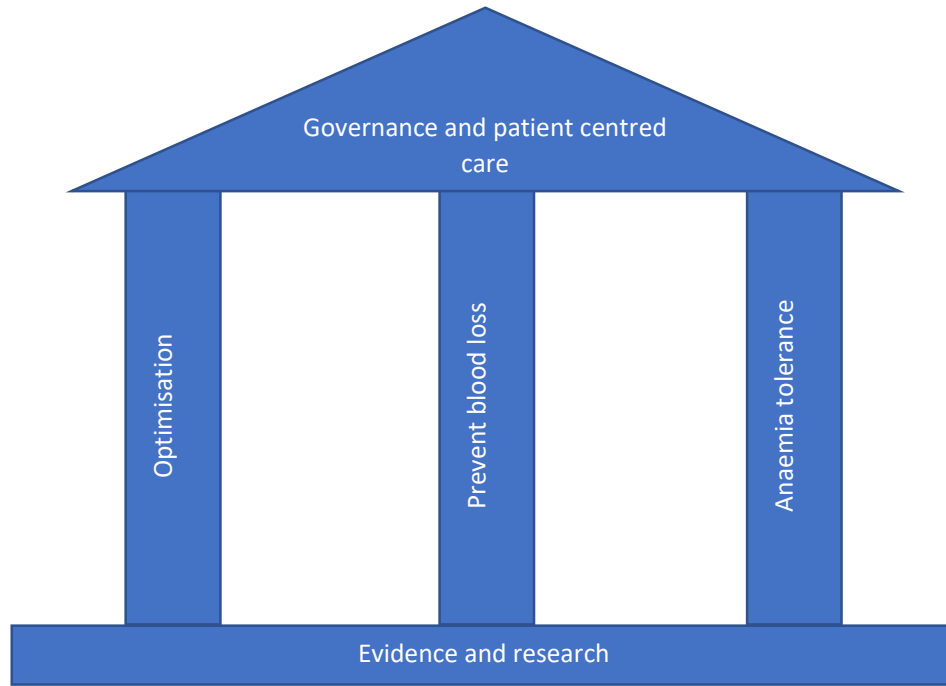 Governance and patient centred
care
Optimisation
Prevent blood loss
Anaemia tolerance
Evidence and research